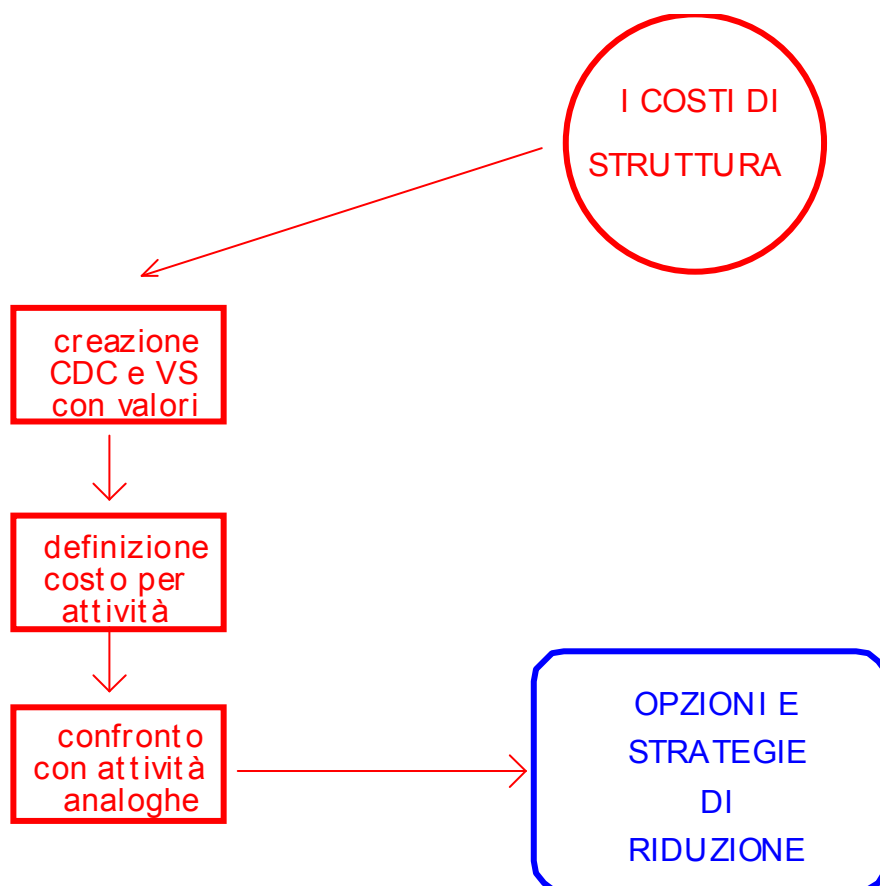 I COSTI DI
STRUTTURA
creazione
CDC e VS
con valori
definizione
costo per
attività
confronto
con attività
analoghe
OPZIONI E
STRATEGIE
DI
RIDUZIONE